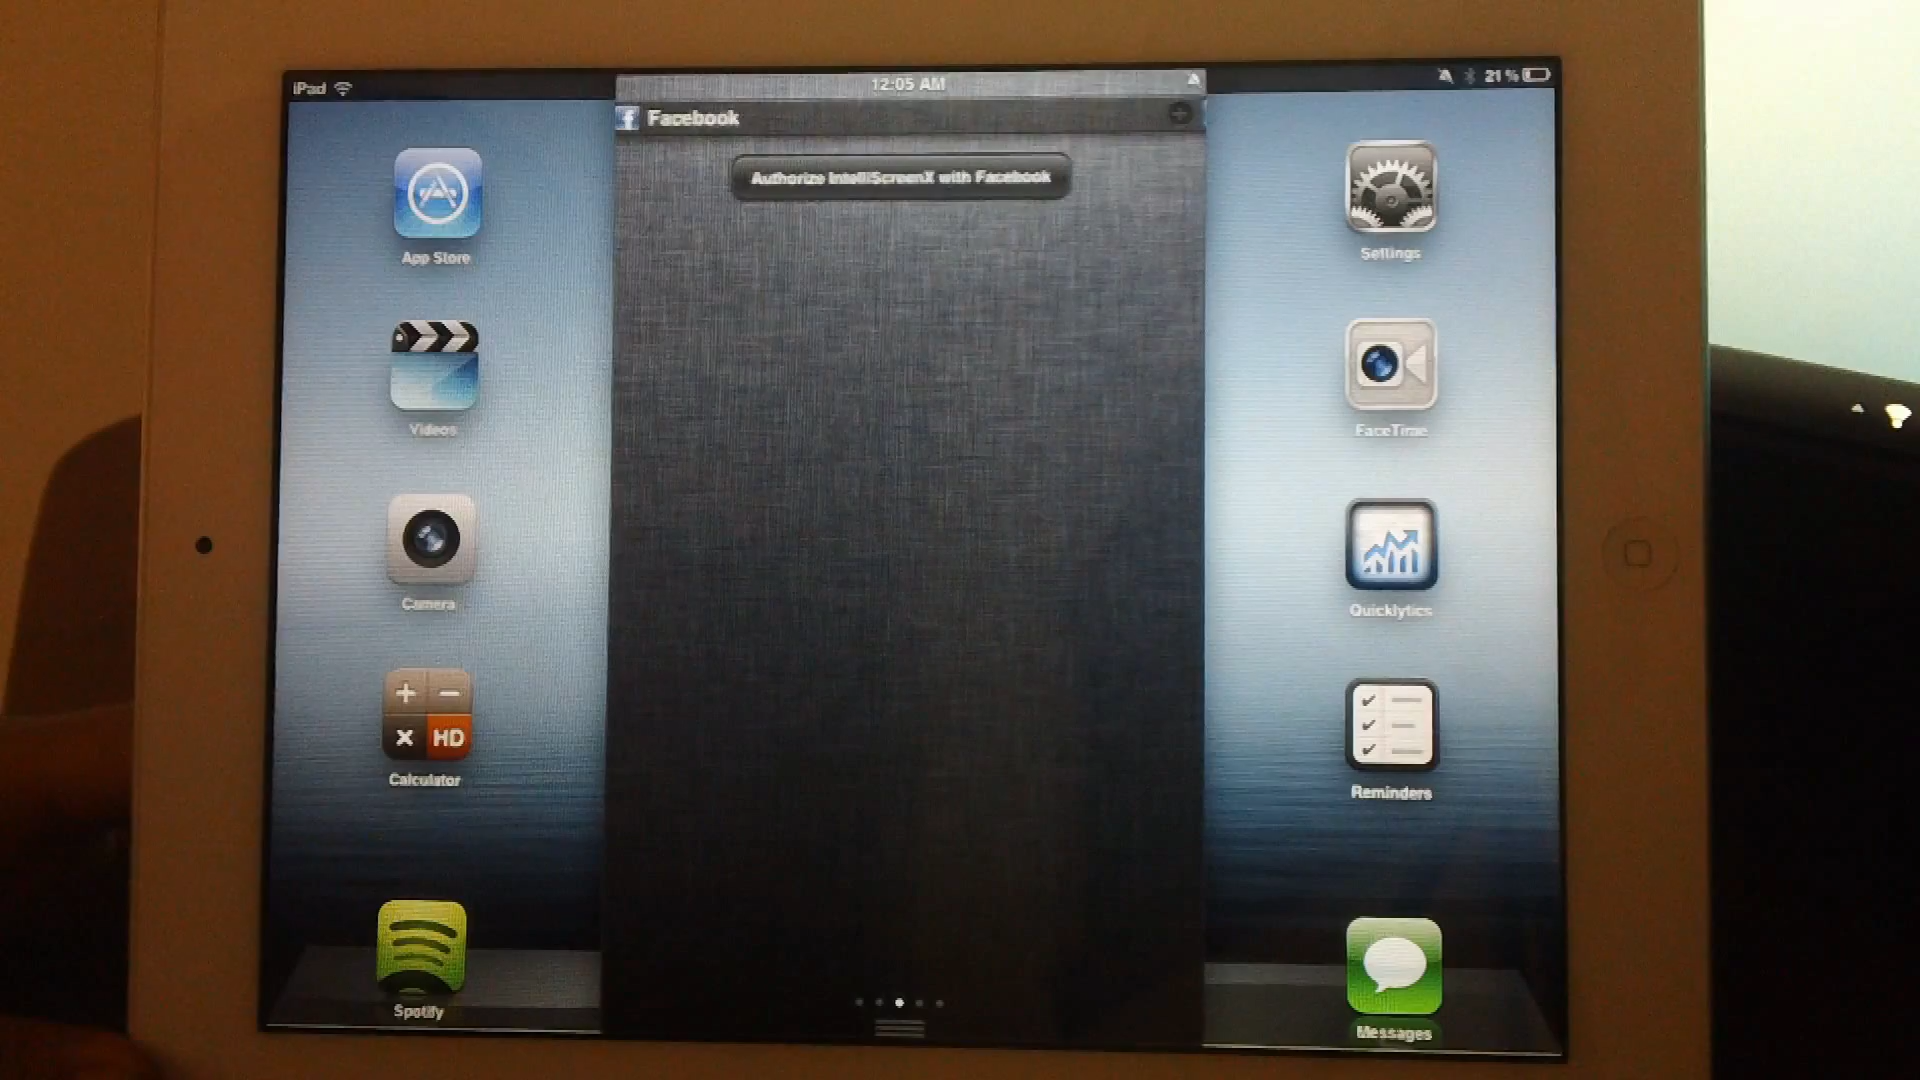 iPad
12:05 AM
21 %
Facebook
Authorize IntelliScreenX with Facebook
App Store
Settings
Videos
FaceTime
Camera
Quicklytics
HD
Calculator
Reminders
Spotify
Messages